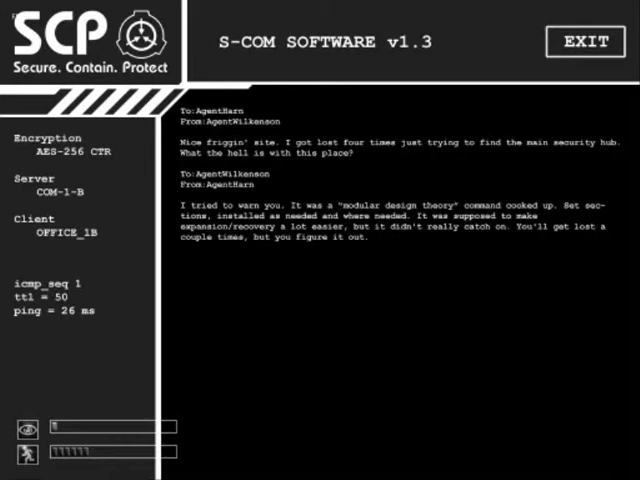 SCP
Secure. Contain. Protect
S-COM SOFTWARE v1.3
EXIT
Encryption
AES-256 CTR
Server
COM-1-B
Client
OFFICE_1B
icmp_seq 1
ttl = 50
ping = 26 ms
To:AgentHarn
From:AgentWilkenson
Nice friggin' site. I got lost four times just trying to find the main security hub.
What the hell is with this place?
To:AgentWilkenson
From:AgentHarn
I tried to warn you. It was a "modular design theory" command cooked up. Set sec-
tions, installed as needed and where needed. It was supposed to make
expansion/recovery a lot easier, but it didn't really catch on. You'll get lost a
couple times, but you figure it out.